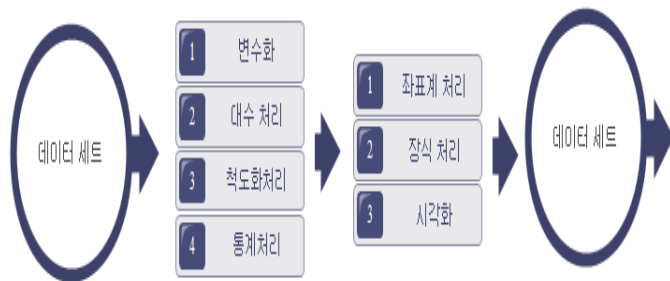 데이터 세트
1 변수화
2 대수 처리
3 척도화처리
4 통계처리
1 좌표계 처리
2 장식 처리
3 시각화
데이터 세트